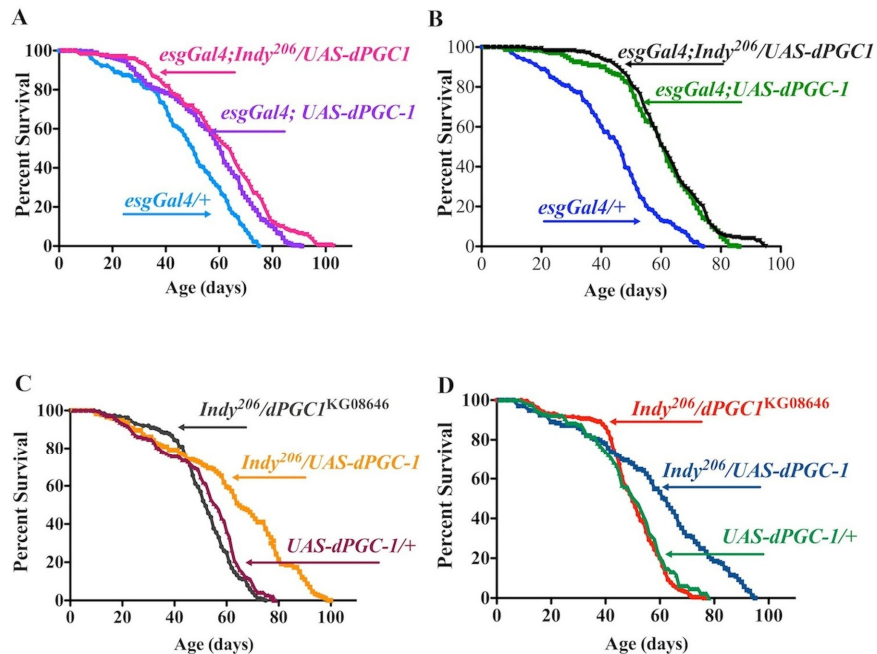 A
100
80
60
40
20
0
Percent Survival
esgGal4;Indy²⁰⁶/UAS-dPGC1
esgGal4; UAS-dPGC-1
esgGal4/+
0 20 40 60 80 100
Age (days)
B
100
80
60
40
20
0
Percent Survival
esgGal4;Indy²⁰⁶/UAS-dPGC1
esgGal4;UAS-dPGC-1
esgGal4/+
0 20 40 60 80 100
Age (days)
C
100
80
60
40
20
0
Percent Survival
Indy²⁰⁶/dPGC1ᴷᴳ⁰⁸⁶⁴⁶
Indy²⁰⁶/UAS-dPGC-1
UAS-dPGC-1/+
0 20 40 60 80 100
Age (days)
D
100
80
60
40
20
0
Percent Survival
Indy²⁰⁶/dPGC1ᴷᴳ⁰⁸⁶⁴⁶
Indy²⁰⁶/UAS-dPGC-1
UAS-dPGC-1/+
0 20 40 60 80 100
Age (days)